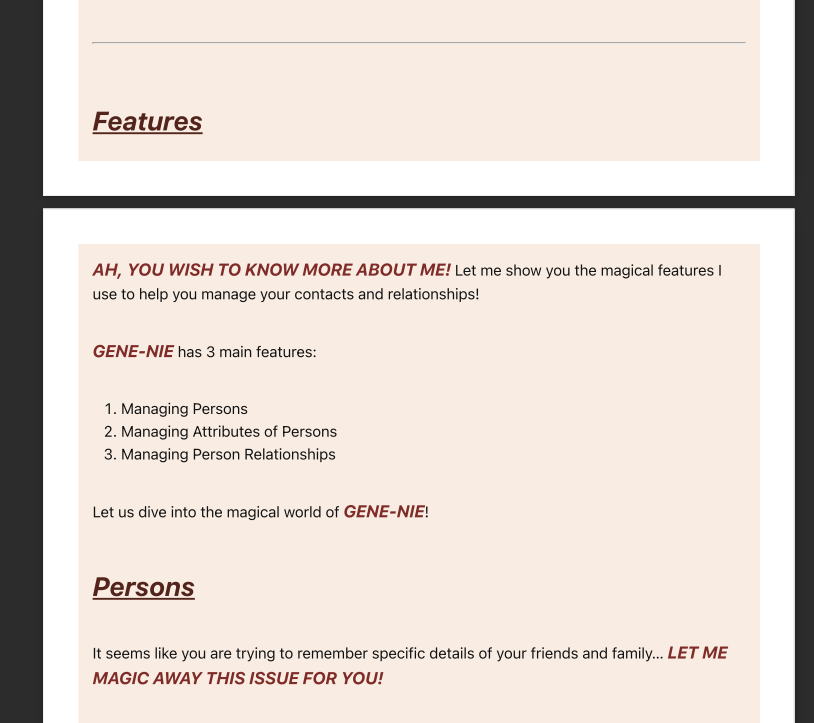 Features
AH, YOU WISH TO KNOW MORE ABOUT ME! Let me show you the magical features I
use to help you manage your contacts and relationships!
GENE-NIE has 3 main features:
1. Managing Persons
2. Managing Attributes of Persons
3. Managing Person Relationships
Let us dive into the magical world of GENE-NIE!
Persons
It seems like you are trying to remember specific details of your friends and family... LET ME
MAGIC AWAY THIS ISSUE FOR YOU!